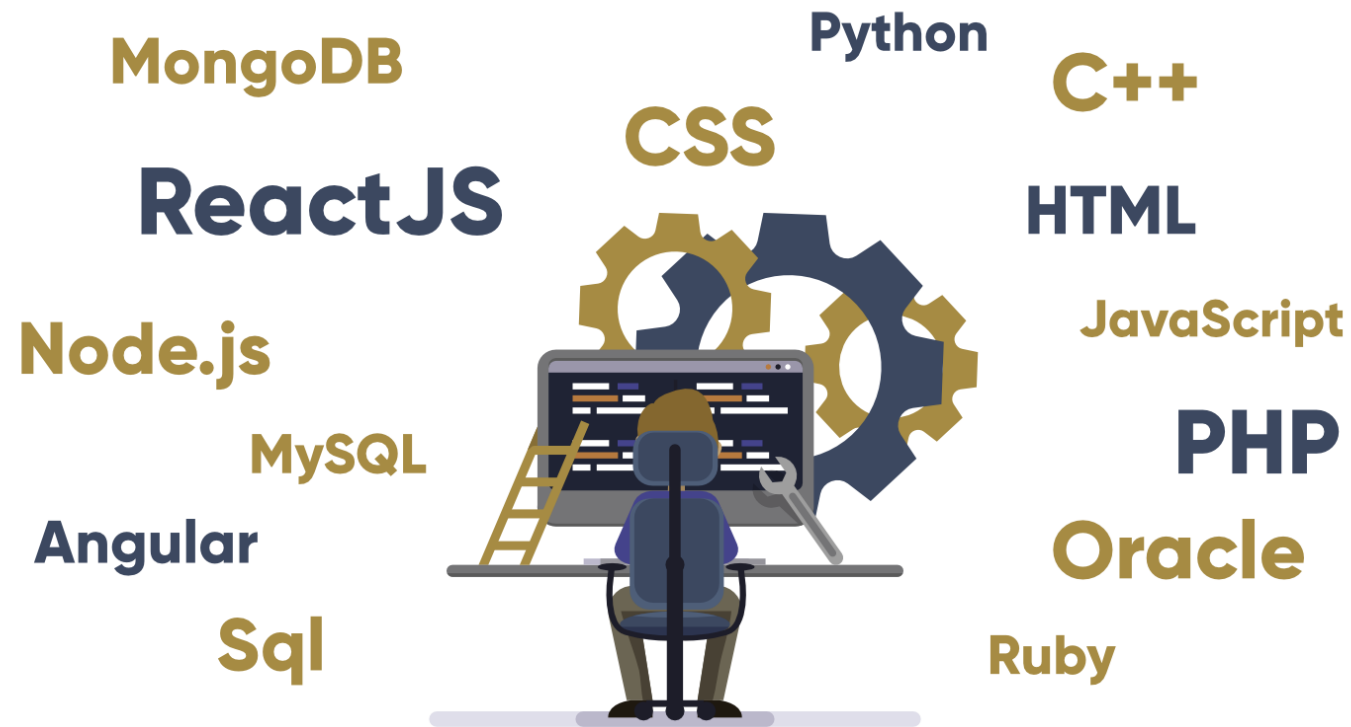 Python
MongoDB
C++
CSS
ReactJS
HTML
JavaScript
Node.js
PHP
MySQL
Angular
Oracle
Sql
Ruby